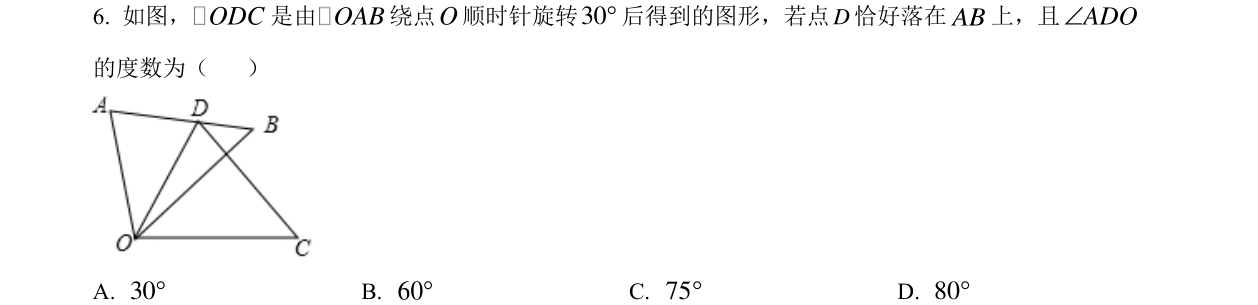 6. 如图，□ODC 是由□OAB 绕点 O 顺时针旋转 30° 后得到的图形，若点 D 恰好落在 AB 上，且 ∠ADO
的度数为（ ）
A
D
B
O
C
A. 30° B. 60° C. 75° D. 80°